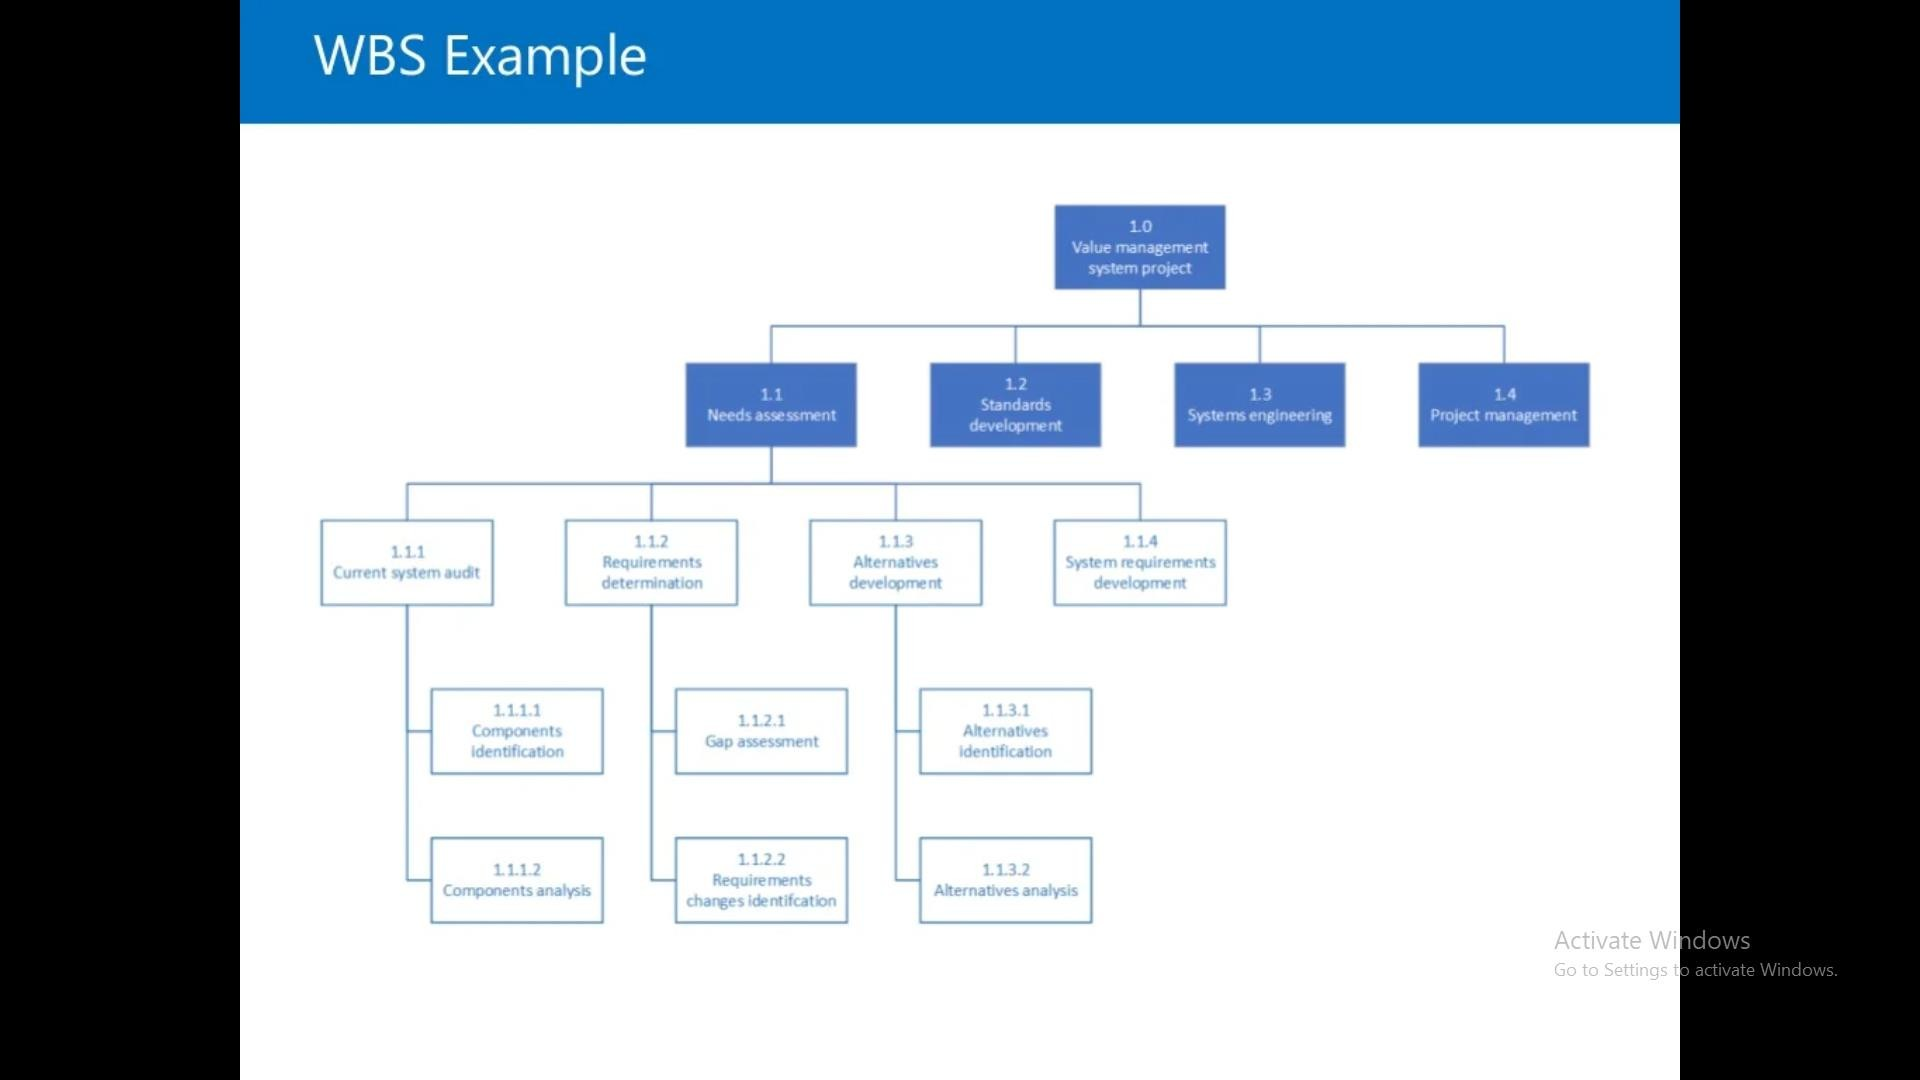 WBS Example
1.0
Value management
system project
1.1
Needs assessment
1.2
Standards
development
1.3
Systems engineering
1.4
Project management
1.1.1
Current system audit
1.1.2
Requirements
determination
1.1.3
Alternatives
development
1.1.4
System requirements
development
1.1.1.1
Components
identification
1.1.2.1
Gap assessment
1.1.3.1
Alternatives
identification
1.1.1.2
Components analysis
1.1.2.2
Requirements
changes identifcation
1.1.3.2
Alternatives analysis
Activate Windows
Go to Settings to activate Windows.